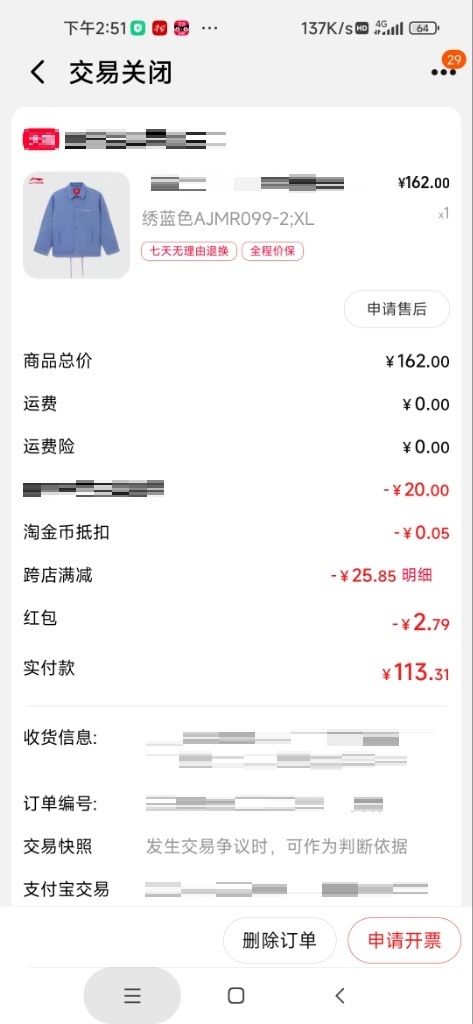 下午2:51
137K/s HD 4G 64
交易关闭
29
¥162.00
绣蓝色AJMR099-2;XL
x1
七天无理由退换 全程价保
申请售后
商品总价 ¥162.00
运费 ¥0.00
运费险 ¥0.00
-¥20.00
淘金币抵扣 -¥0.05
跨店满减 -¥25.85 明细
红包 -¥2.79
实付款 ¥113.31
收货信息:
订单编号:
交易快照 发生交易争议时，可作为判断依据
支付宝交易
删除订单 申请开票